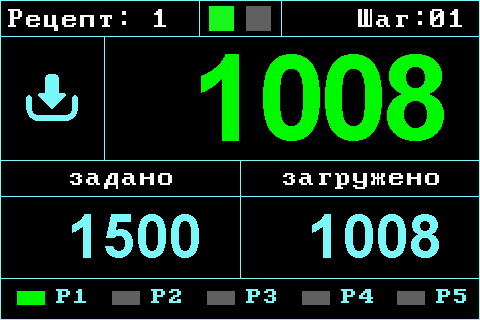 Рецепт: 1 Шаг:01
1008
задано загружено
1500 1008
P1 P2 P3 P4 P5